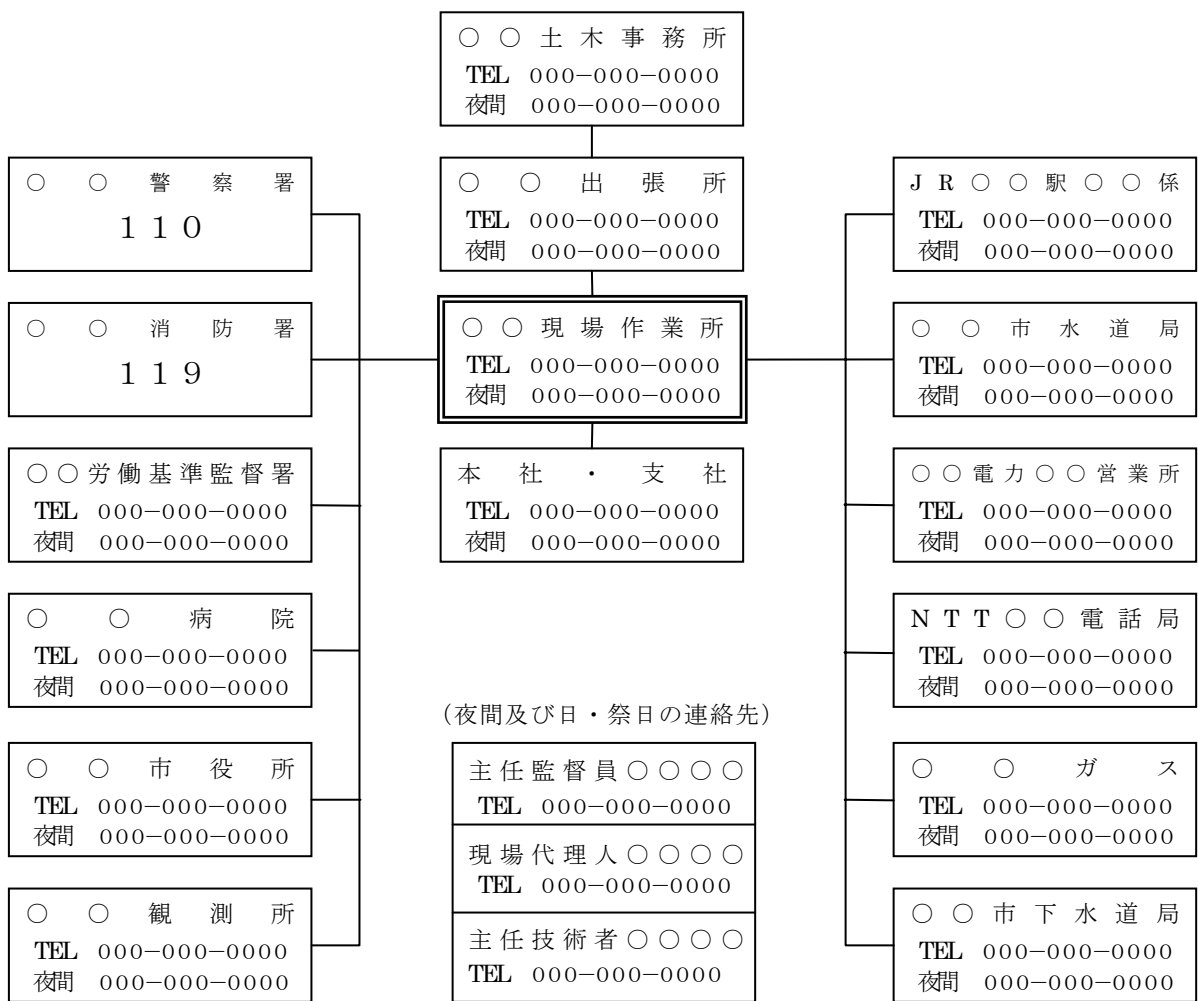 ○○土木事務所
TEL 000-000-0000
夜間 000-000-0000
○○警察署
110
○○出張所
TEL 000-000-0000
夜間 000-000-0000
JR○○駅○○係
TEL 000-000-0000
夜間 000-000-0000
○○消防署
119
○○現場作業所
TEL 000-000-0000
夜間 000-000-0000
○○市水道局
TEL 000-000-0000
夜間 000-000-0000
○○労働基準監督署
TEL 000-000-0000
夜間 000-000-0000
本社・支社
TEL 000-000-0000
夜間 000-000-0000
○○電力○○営業所
TEL 000-000-0000
夜間 000-000-0000
○○病院
TEL 000-000-0000
夜間 000-000-0000
NTT○○電話局
TEL 000-000-0000
夜間 000-000-0000
(夜間及び日・祭日の連絡先)
○○市役所
TEL 000-000-0000
夜間 000-000-0000
主任監督員○○○○
TEL 000-000-0000
現場代理人○○○○
TEL 000-000-0000
主任技術者○○○○
TEL 000-000-0000
○○ガス
TEL 000-000-0000
夜間 000-000-0000
○○観測所
TEL 000-000-0000
夜間 000-000-0000
○○市下水道局
TEL 000-000-0000
夜間 000-000-0000